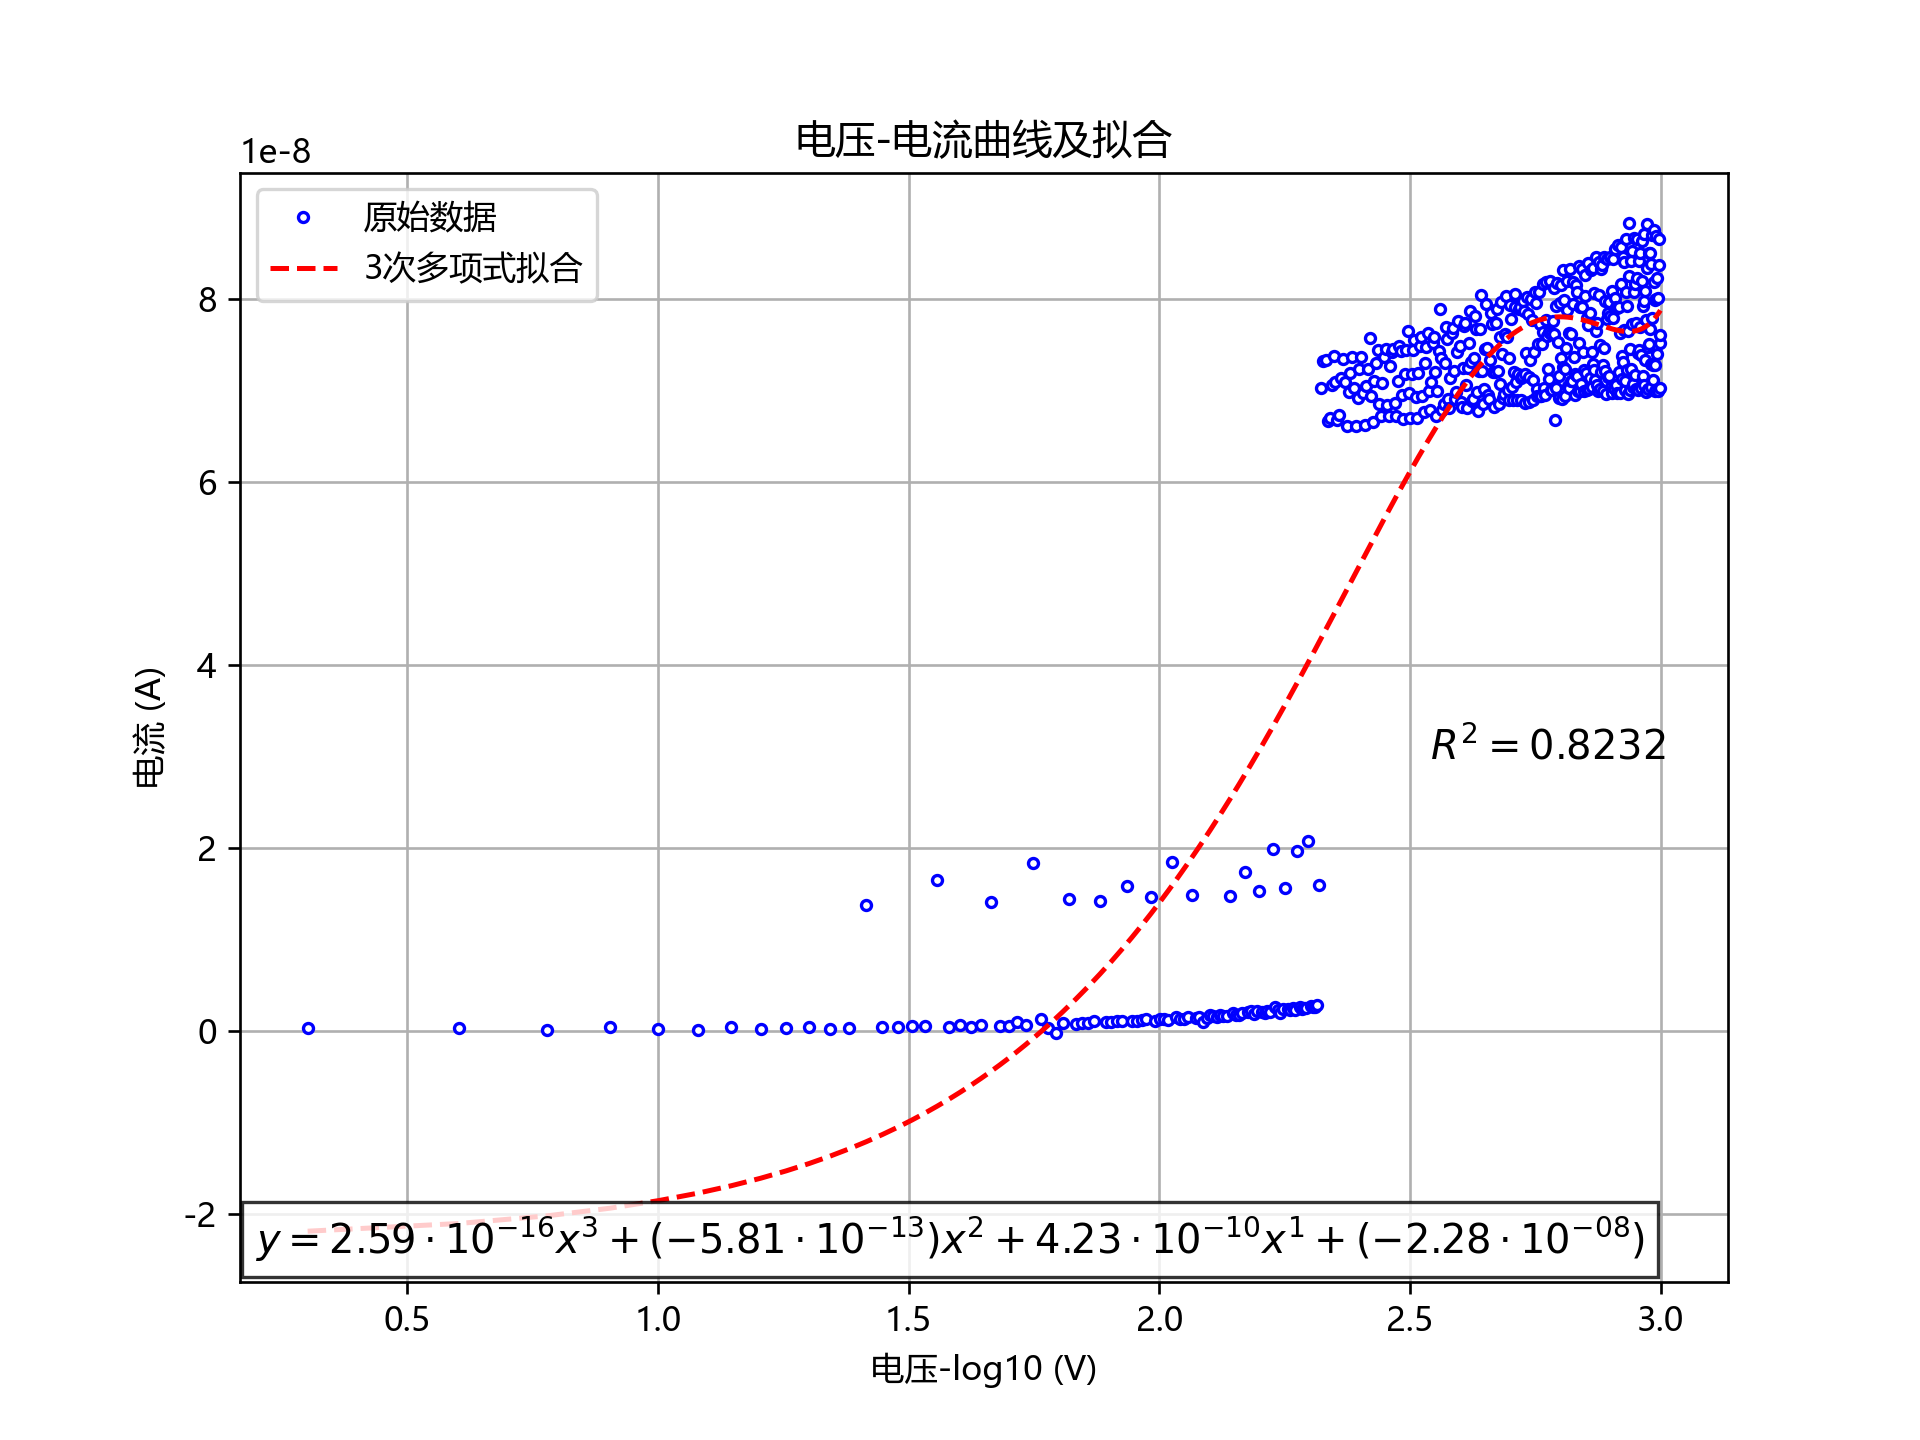 电压-电流曲线及拟合
1e-8
原始数据
3次多项式拟合
8
6
4
2
0
-2
电流 (A)
R² = 0.8232
y = 2.59 · 10⁻¹⁶x³ + (−5.81 · 10⁻¹³)x² + 4.23 · 10⁻¹⁰x¹ + (−2.28 · 10⁻⁰⁸)
0.5 1.0 1.5 2.0 2.5 3.0
电压-log10 (V)